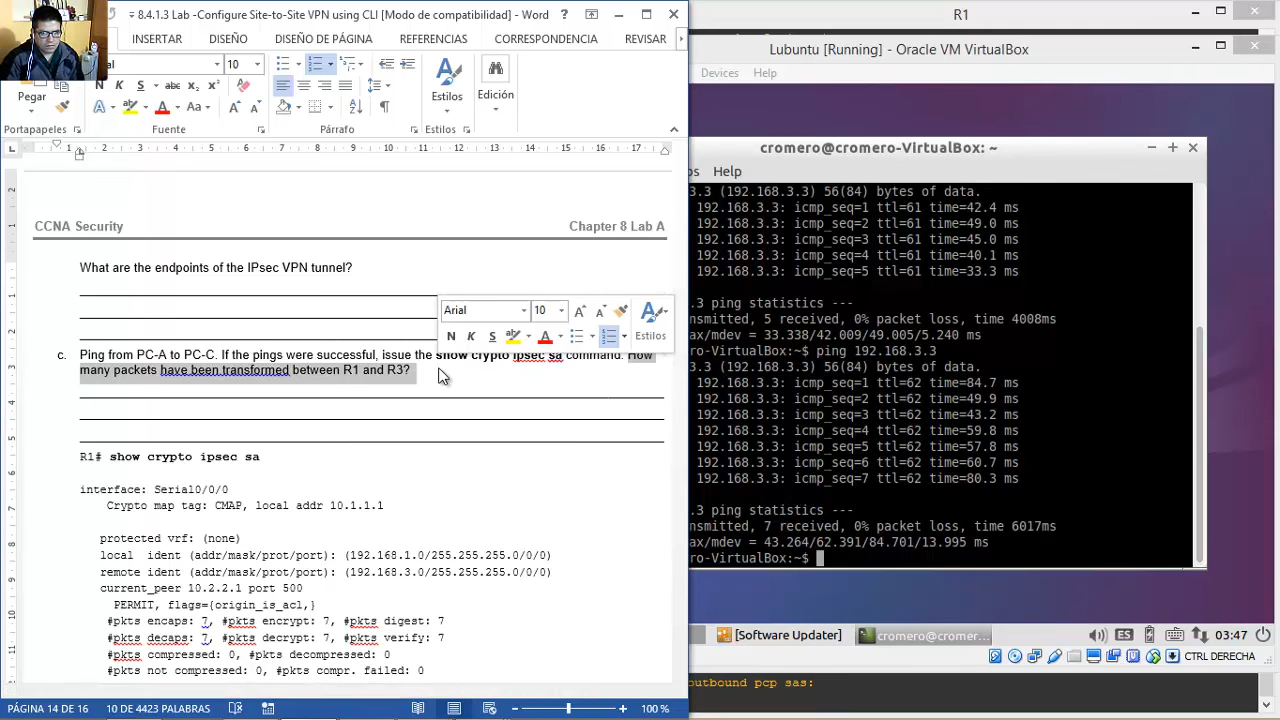 8.4.1.3 Lab -Configure Site-to-Site VPN using CLI [Modo de compatibilidad] - Word
INSERTAR DISEÑO DISEÑO DE PÁGINA REFERENCIAS CORRESPONDENCIA REVISAR
10
Pegar
N K S abc x₂ x²
A Aa A A
Estilos Edición
Portapapeles Fuente Párrafo Estilos
CCNA Security Chapter 8 Lab A
What are the endpoints of the IPsec VPN tunnel?
Arial 10
N K S Estilos
c. Ping from PC-A to PC-C. If the pings were successful, issue the show crypto ipsec sa command. How
many packets have been transformed between R1 and R3?
R1# show crypto ipsec sa
interface: Serial0/0/0
Crypto map tag: CMAP, local addr 10.1.1.1
protected vrf: (none)
local ident (addr/mask/prot/port): (192.168.1.0/255.255.255.0/0/0)
remote ident (addr/mask/prot/port): (192.168.3.0/255.255.255.0/0/0)
current_peer 10.2.2.1 port 500
PERMIT, flags={origin_is_acl,}
#pkts encaps: 7, #pkts encrypt: 7, #pkts digest: 7
#pkts decaps: 7, #pkts decrypt: 7, #pkts verify: 7
#pkts compressed: 0, #pkts decompressed: 0
#pkts not compressed: 0, #pkts compr. failed: 0
PÁGINA 14 DE 16 10 DE 4423 PALABRAS 100 %
R1
Lubuntu [Running] - Oracle VM VirtualBox
Devices Help
cromero@cromero-VirtualBox: ~
os Help
3.3 (192.168.3.3) 56(84) bytes of data.
192.168.3.3: icmp_seq=1 ttl=61 time=42.4 ms
192.168.3.3: icmp_seq=2 ttl=61 time=49.0 ms
192.168.3.3: icmp_seq=3 ttl=61 time=45.0 ms
192.168.3.3: icmp_seq=4 ttl=61 time=40.1 ms
192.168.3.3: icmp_seq=5 ttl=61 time=33.3 ms
.3 ping statistics ---
nsmitted, 5 received, 0% packet loss, time 4008ms
ax/mdev = 33.338/42.009/49.005/5.240 ms
ro-VirtualBox:~$ ping 192.168.3.3
3.3 (192.168.3.3) 56(84) bytes of data.
192.168.3.3: icmp_seq=1 ttl=62 time=84.7 ms
192.168.3.3: icmp_seq=2 ttl=62 time=49.9 ms
192.168.3.3: icmp_seq=3 ttl=62 time=43.2 ms
192.168.3.3: icmp_seq=4 ttl=62 time=59.8 ms
192.168.3.3: icmp_seq=5 ttl=62 time=57.8 ms
192.168.3.3: icmp_seq=6 ttl=62 time=60.7 ms
192.168.3.3: icmp_seq=7 ttl=62 time=80.3 ms
.3 ping statistics ---
nsmitted, 7 received, 0% packet loss, time 6017ms
ax/mdev = 43.264/62.391/84.701/13.995 ms
ro-VirtualBox:~$
[Software Updater] cromero@cromer... ES 03:47
CTRL DERECHA
outbound pcp sas: